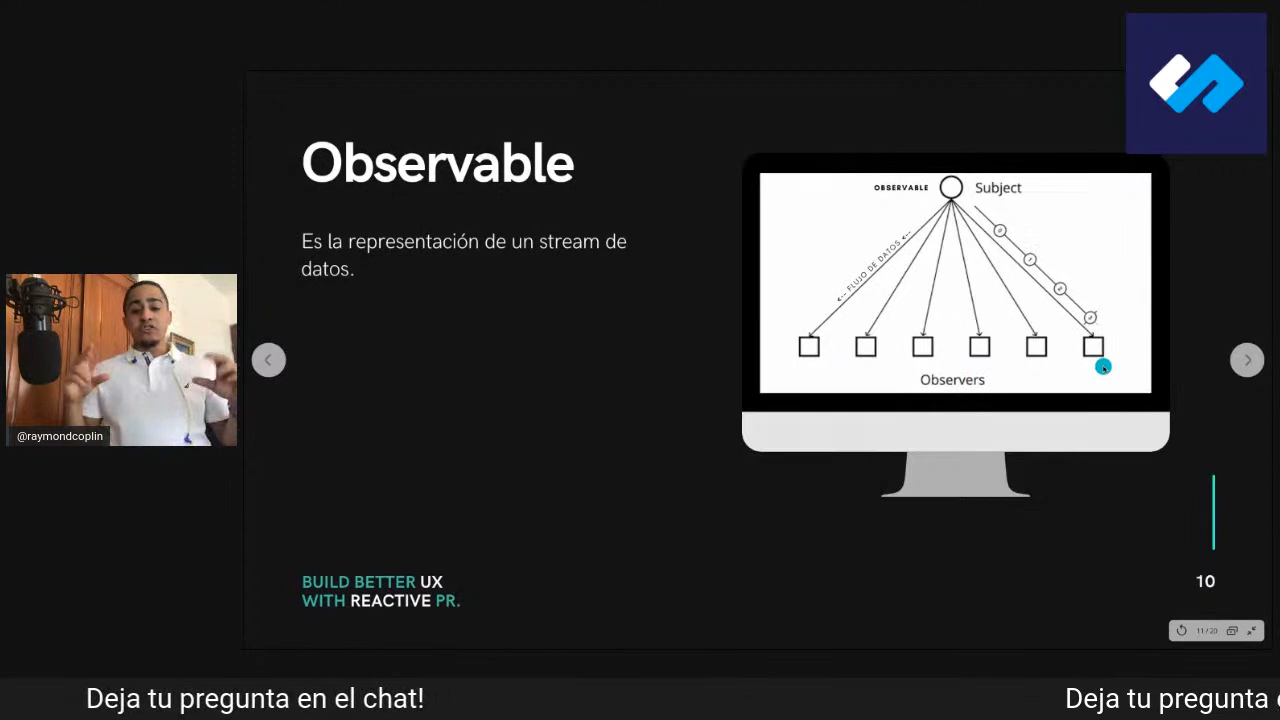 Observable
Es la representación de un stream de
datos.
OBSERVABLE
Subject
<-- FLUJO DE DATOS <--
Observers
@raymondcoplin
BUILD BETTER UX
WITH REACTIVE PR.
10
11 / 20
Deja tu pregunta en el chat!
Deja tu pregunta